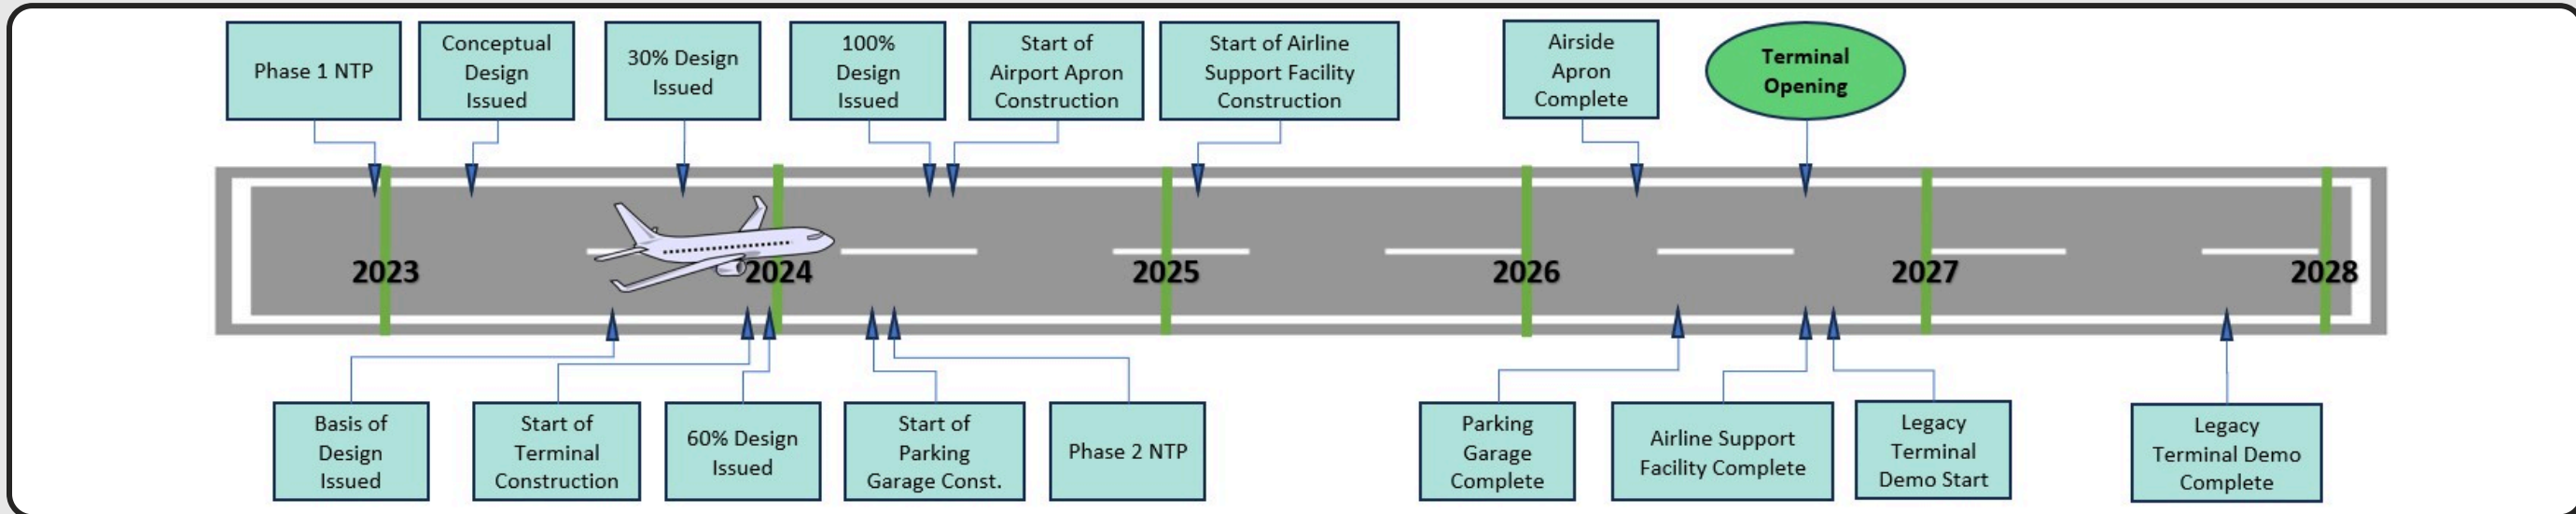 Phase 1 NTP
Conceptual
Design
Issued
30% Design
Issued
100%
Design
Issued
Start of
Airport Apron
Construction
Start of Airline
Support Facility
Construction
Airside
Apron
Complete
Terminal
Opening
2023
2024
2025
2026
2027
2028
Basis of
Design
Issued
Start of
Terminal
Construction
60% Design
Issued
Start of
Parking
Garage Const.
Phase 2 NTP
Parking
Garage
Complete
Airline Support
Facility Complete
Legacy
Terminal
Demo Start
Legacy
Terminal Demo
Complete